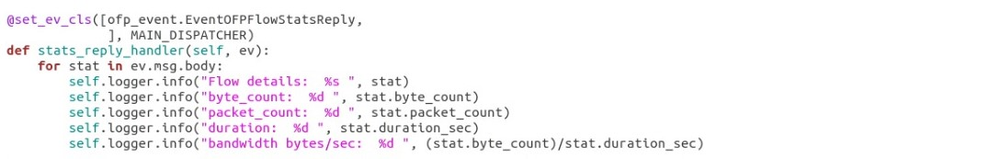 @set_ev_cls([ofp_event.EventOFPFlowStatsReply,
             ], MAIN_DISPATCHER)
def stats_reply_handler(self, ev):
    for stat in ev.msg.body:
        self.logger.info("Flow details:  %s ", stat)
        self.logger.info("byte_count:  %d ", stat.byte_count)
        self.logger.info("packet_count:  %d ", stat.packet_count)
        self.logger.info("duration:  %d ", stat.duration_sec)
        self.logger.info("bandwidth bytes/sec:  %d ", (stat.byte_count)/stat.duration_sec)